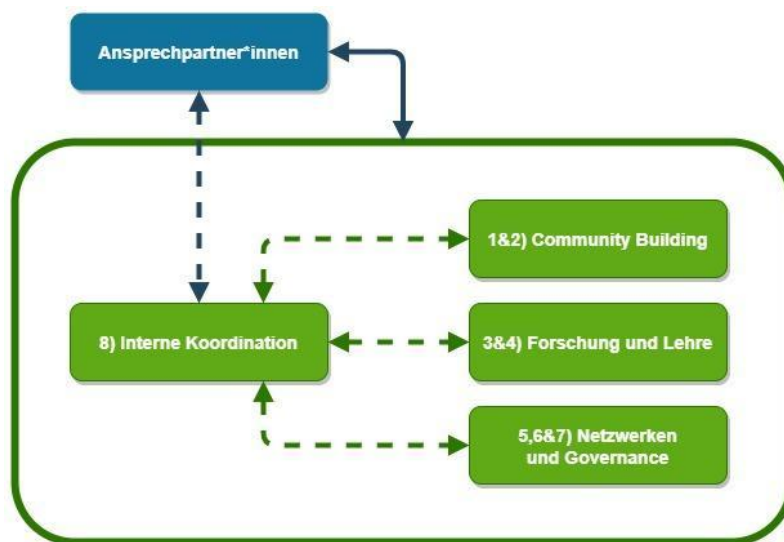 Ansprechpartner*innen
1&2) Community Building
8) Interne Koordination
3&4) Forschung und Lehre
5,6&7) Netzwerken
und Governance